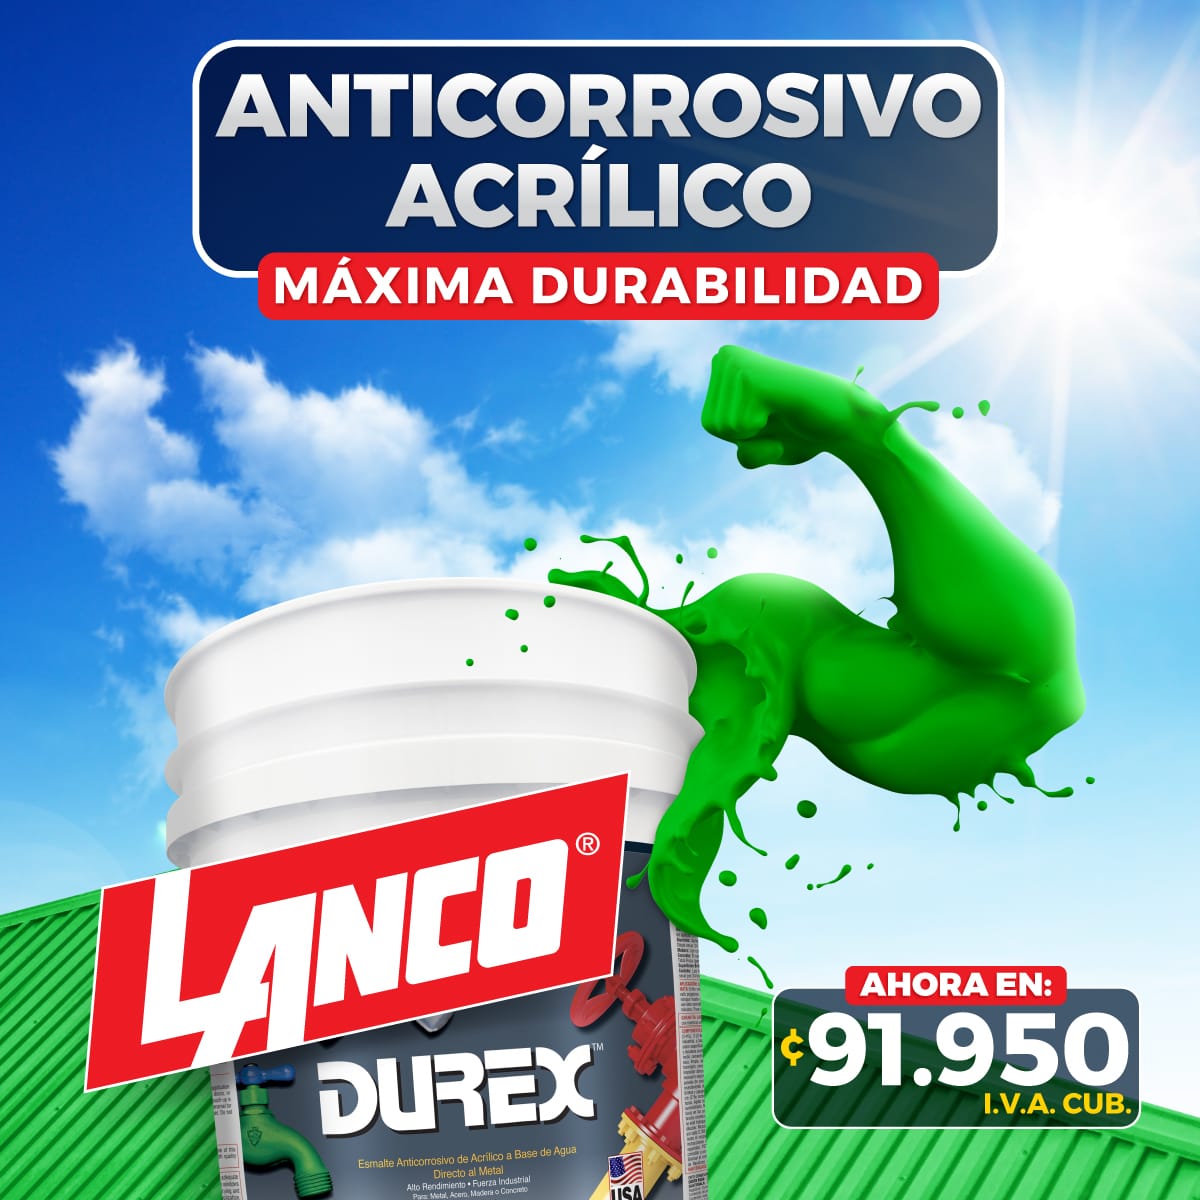 ANTICORROSIVO
ACRÍLICO
MÁXIMA DURABILIDAD
LANCO®
DUREX™
Esmalte Anticorrosivo de Acrílico a Base de Agua
Directo al Metal
Alto Rendimiento • Fuerza Industrial
Para: Metal, Acero, Madera o Concreto
USA
AHORA EN:
¢91.950
I.V.A. CUB.